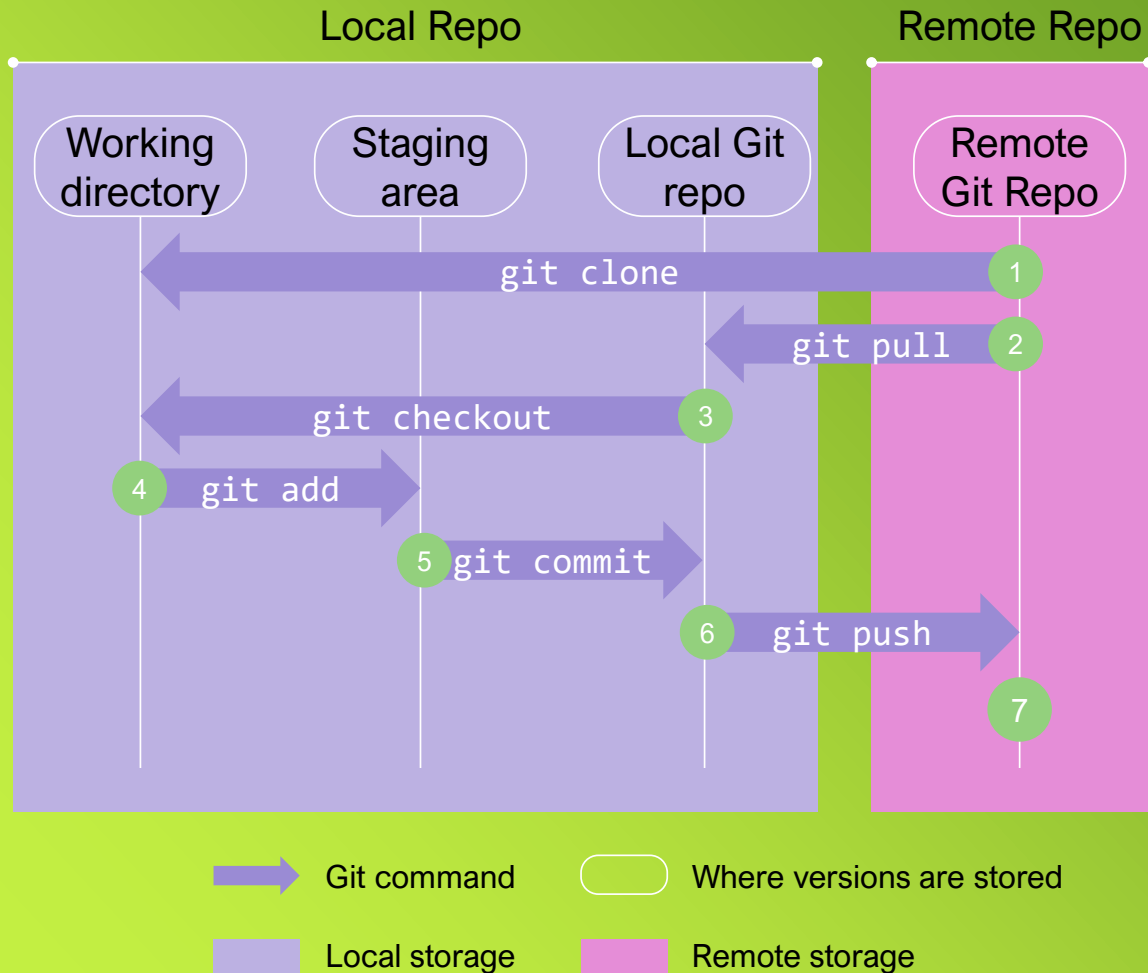 Local Repo
Remote Repo
Working
directory
Staging
area
Local Git
repo
Remote
Git Repo
git clone
1
git pull
2
git checkout
3
4
git add
5
git commit
6
git push
7
Git command
Where versions are stored
Local storage
Remote storage